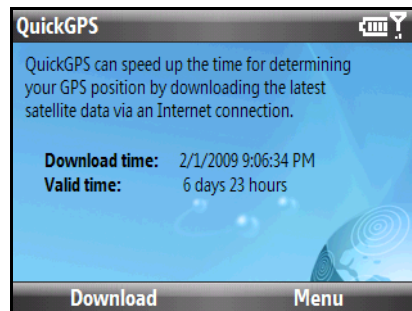 QuickGPS
QuickGPS can speed up the time for determining
your GPS position by downloading the latest
satellite data via an Internet connection.
Download time: 2/1/2009 9:06:34 PM
Valid time: 6 days 23 hours
Download Menu